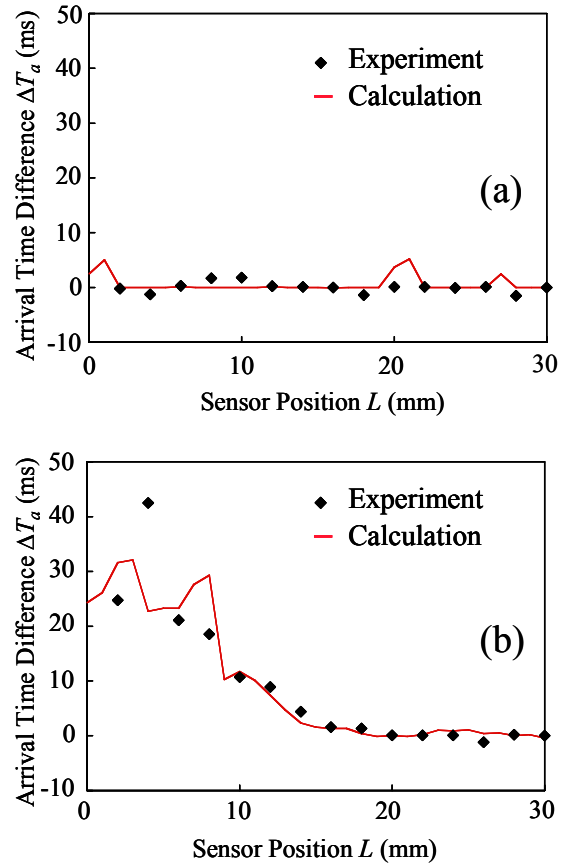 50
40
30
20
10
0
-10
Arrival Time Difference ΔTa (ms)
Experiment
Calculation
(a)
0
10
20
30
Sensor Position L (mm)
50
40
30
20
10
0
-10
Arrival Time Difference ΔTa (ms)
Experiment
Calculation
(b)
0
10
20
30
Sensor Position L (mm)